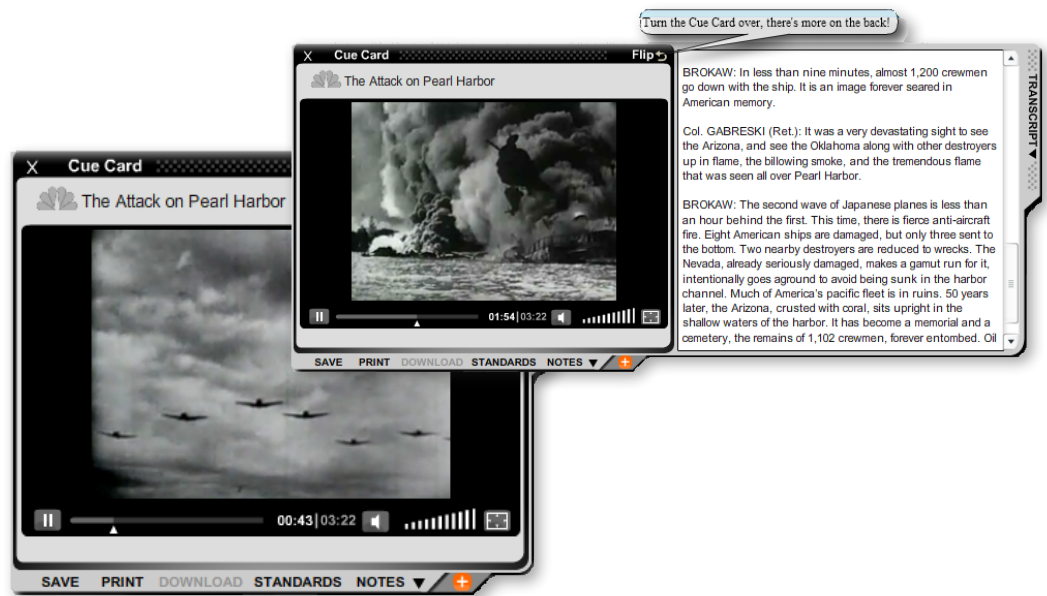 Turn the Cue Card over, there's more on the back!
X Cue Card Flip
The Attack on Pearl Harbor
01:54|03:22
SAVE PRINT DOWNLOAD STANDARDS NOTES
BROKAW: In less than nine minutes, almost 1,200 crewmen
go down with the ship. It is an image forever seared in
American memory.
Col. GABRESKI (Ret.): It was a very devastating sight to see
the Arizona, and see the Oklahoma along with other destroyers
up in flame, the billowing smoke, and the tremendous flame
that was seen all over Pearl Harbor.
BROKAW: The second wave of Japanese planes is less than
an hour behind the first. This time, there is fierce anti-aircraft
fire. Eight American ships are damaged, but only three sent to
the bottom. Two nearby destroyers are reduced to wrecks. The
Nevada, already seriously damaged, makes a gamut run for it,
intentionally goes aground to avoid being sunk in the harbor
channel. Much of America's pacific fleet is in ruins. 50 years
later, the Arizona, crusted with coral, sits upright in the
shallow waters of the harbor. It has become a memorial and a
cemetery, the remains of 1,102 crewmen, forever entombed. Oil
TRANSCRIPT
X Cue Card
The Attack on Pearl Harbor
00:43|03:22
SAVE PRINT DOWNLOAD STANDARDS NOTES